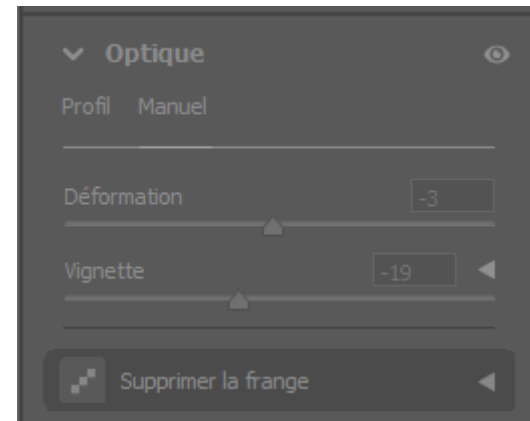 Optique
Profil Manuel
Déformation -3
Vignette -19
Supprimer la frange